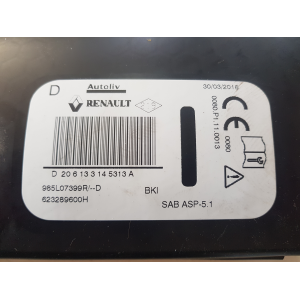 D
Autoliv
30/03/2016
RENAULT
0080.P1.11.0013
0080
D 20 6 13 3 14 5313 A
985L07399R/--D
BKI
623289600H
SAB ASP-5.1